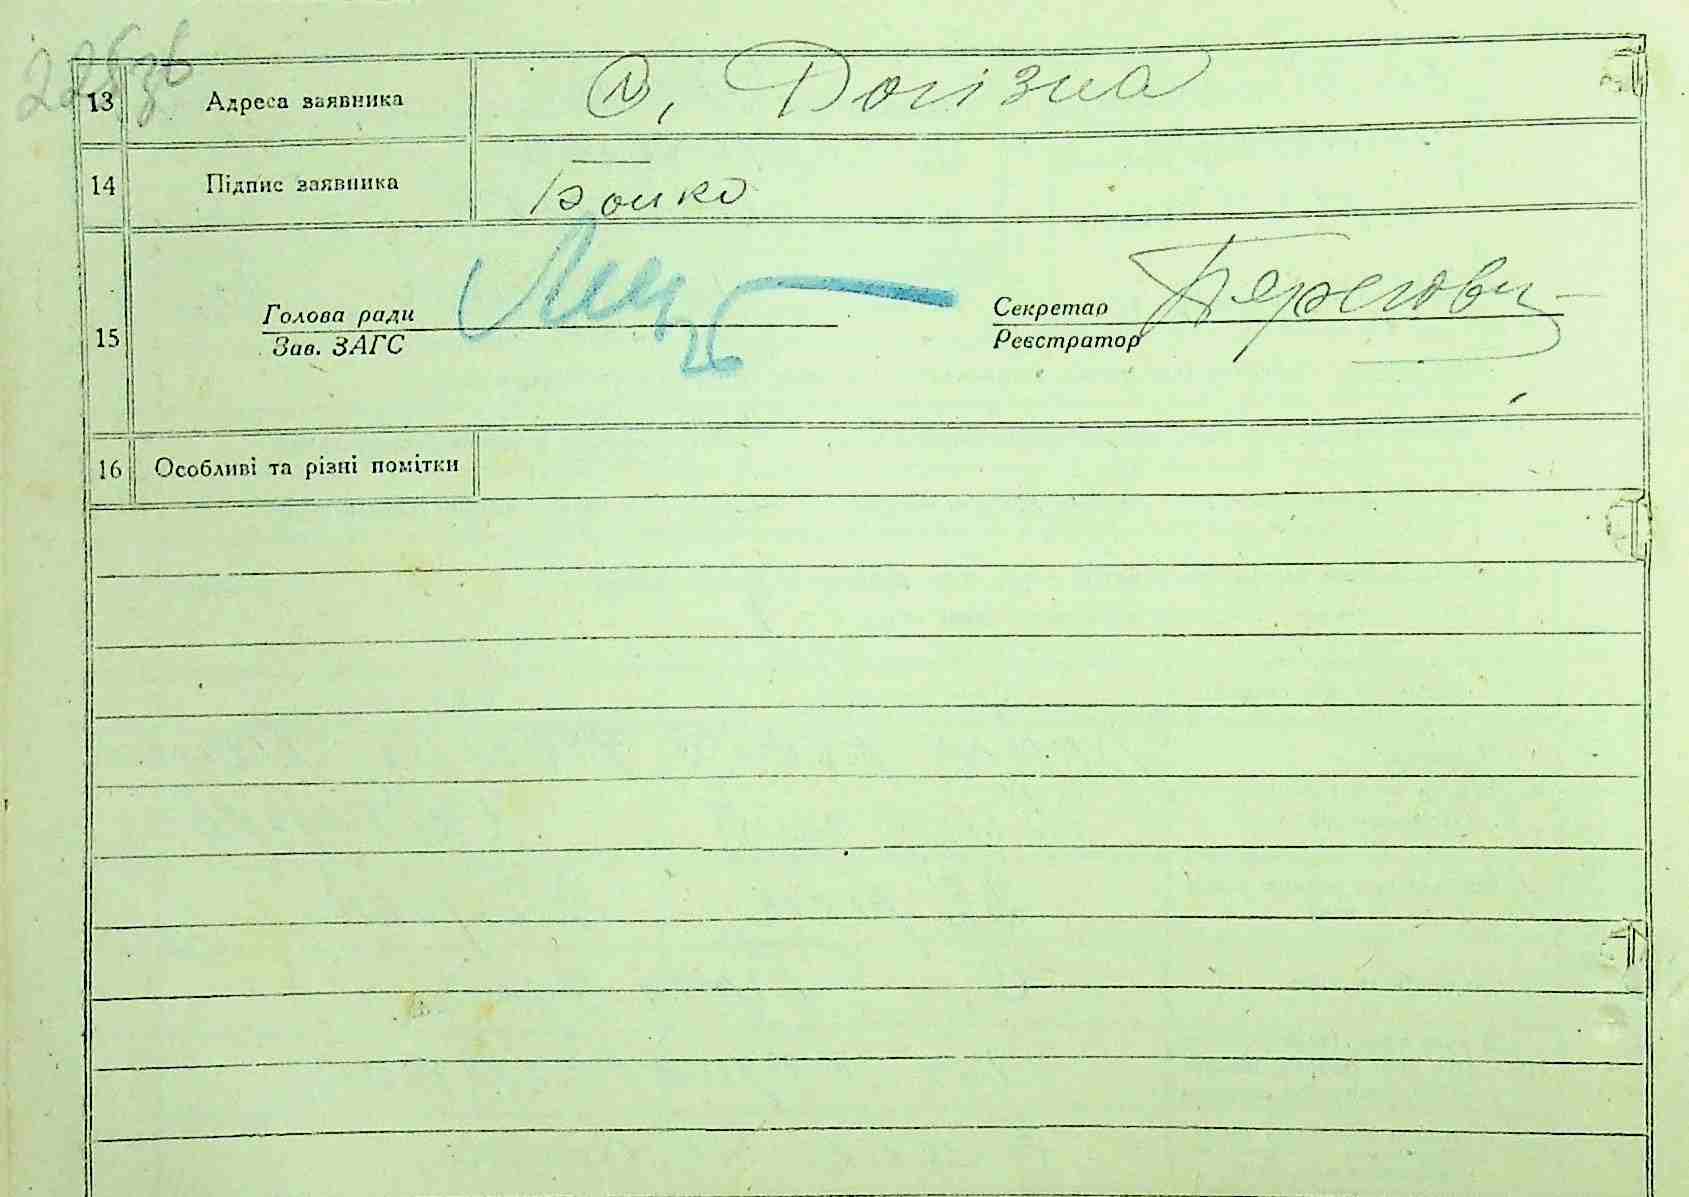 13 Адреса заявника с. Догізна
14 Підпис заявника Бойко
15 Голова ради Секретар
Зав. ЗАГС Реєстратор
16 Особливі та різні помітки